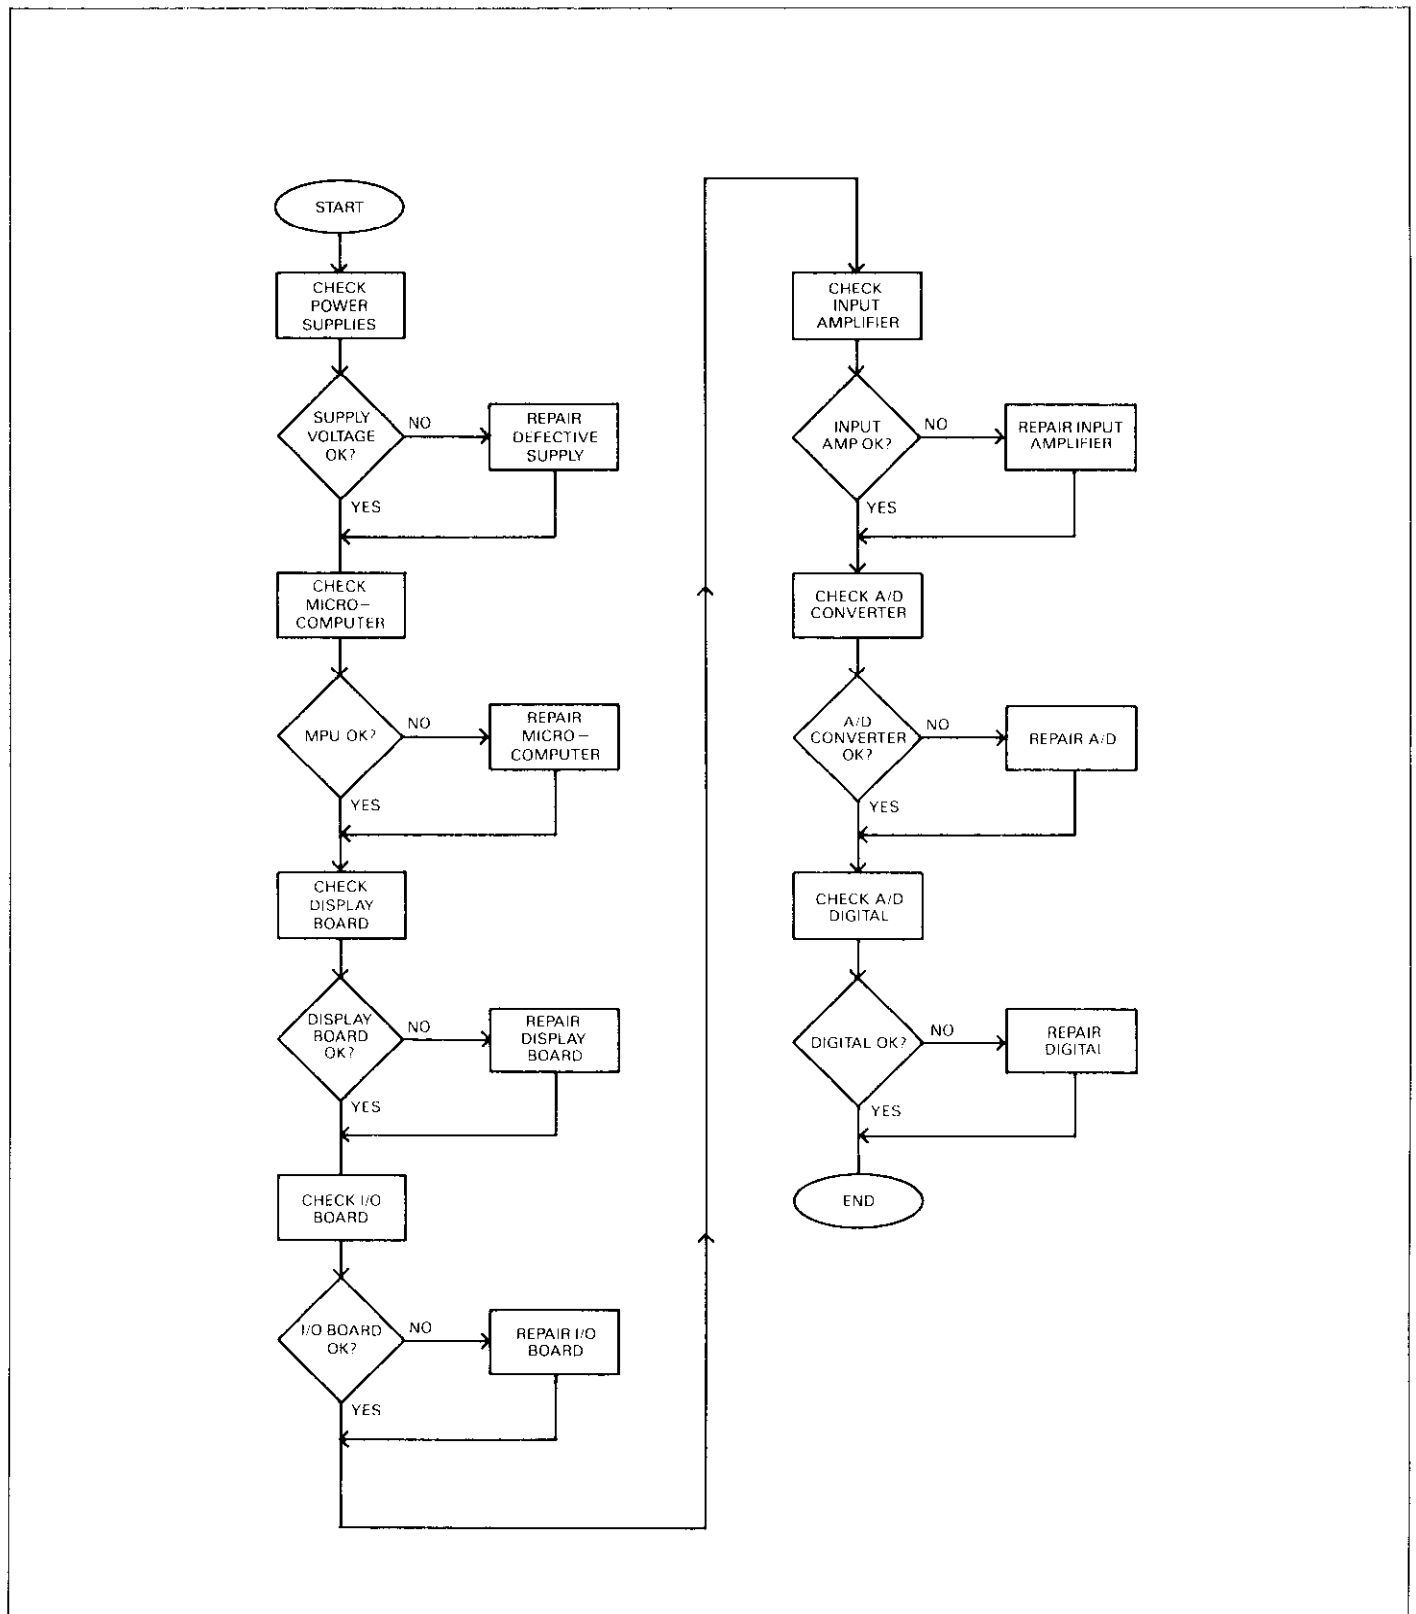 START
CHECK
POWER
SUPPLIES
SUPPLY
VOLTAGE
OK?
NO
REPAIR
DEFECTIVE
SUPPLY
YES
CHECK
MICRO-
COMPUTER
MPU OK?
NO
REPAIR
MICRO-
COMPUTER
YES
CHECK
DISPLAY
BOARD
DISPLAY
BOARD
OK?
NO
REPAIR
DISPLAY
BOARD
YES
CHECK I/O
BOARD
I/O BOARD
OK?
NO
REPAIR I/O
BOARD
YES
CHECK
INPUT
AMPLIFIER
INPUT
AMP OK?
NO
REPAIR INPUT
AMPLIFIER
YES
CHECK A/D
CONVERTER
A/D
CONVERTER
OK?
NO
REPAIR A/D
YES
CHECK A/D
DIGITAL
DIGITAL OK?
NO
REPAIR
DIGITAL
YES
END